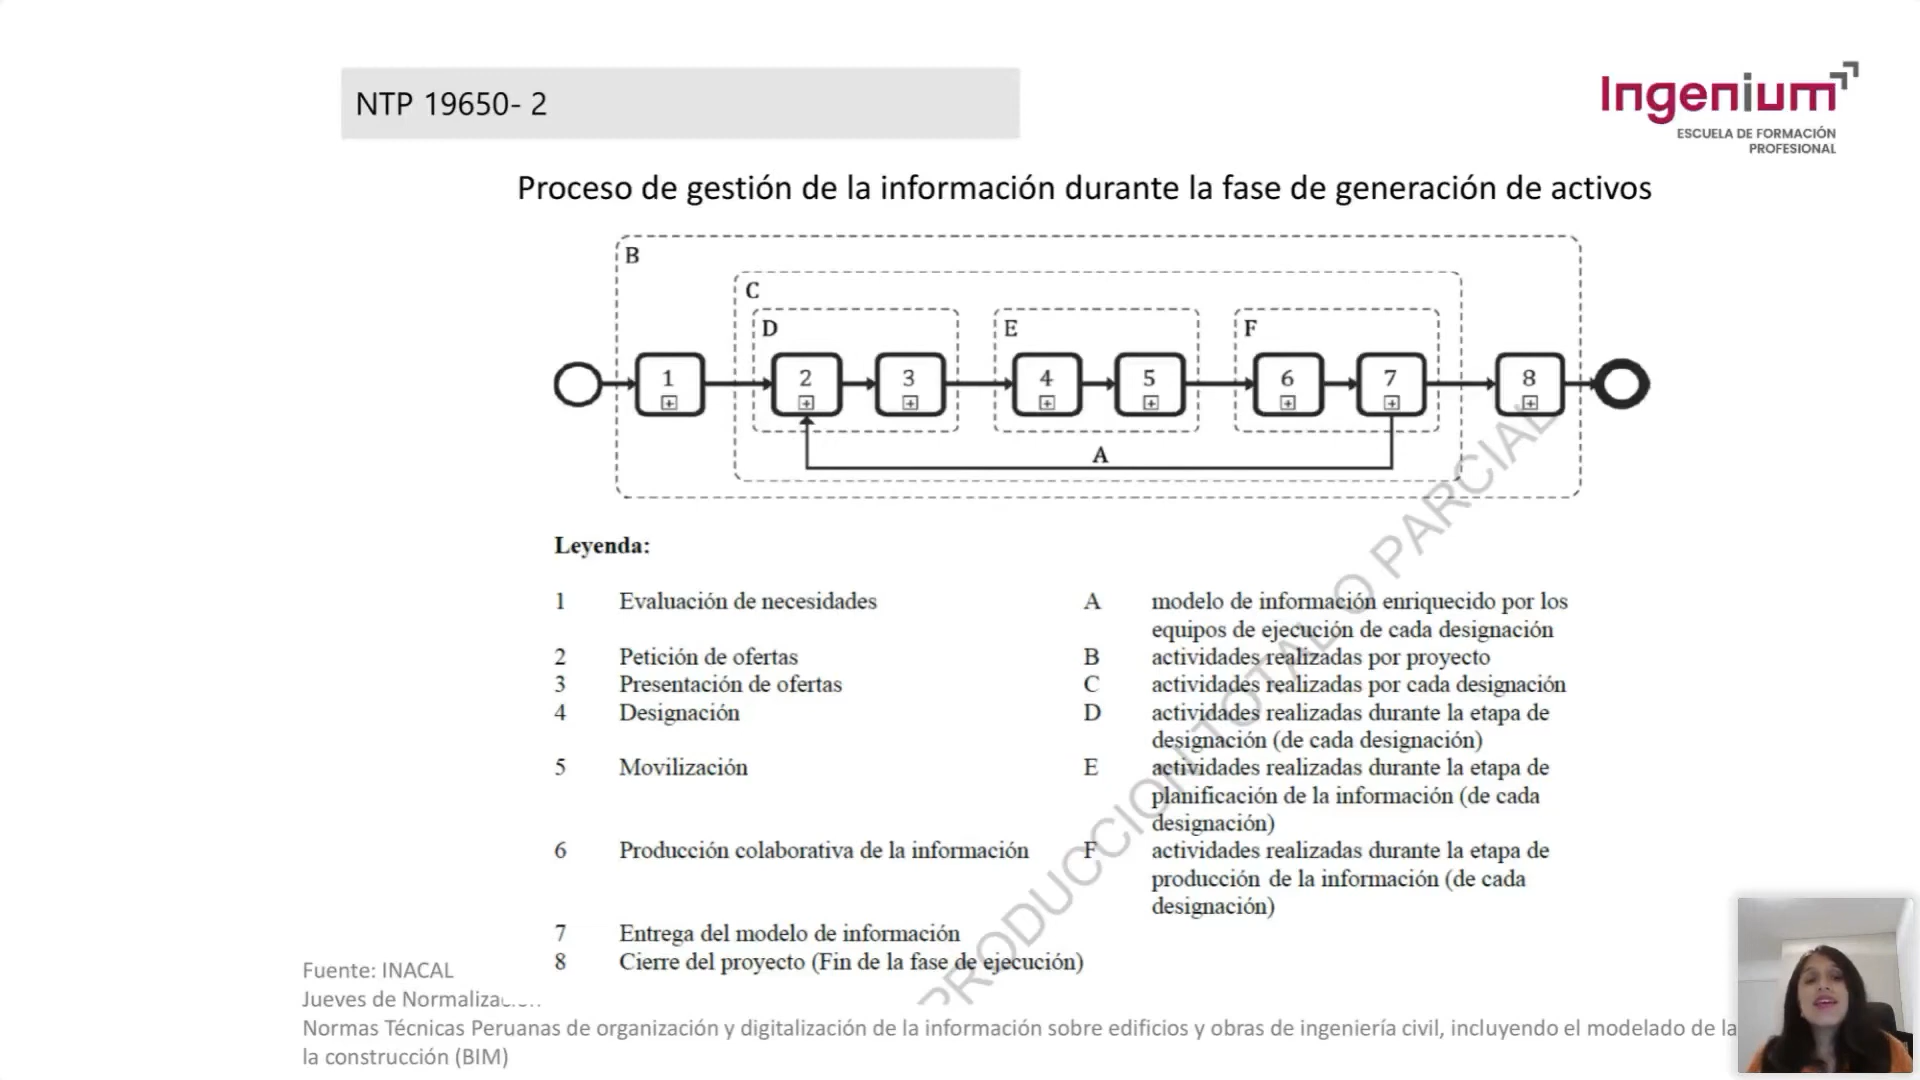 NTP 19650- 2
Ingenium
ESCUELA DE FORMACIÓN
PROFESIONAL
Proceso de gestión de la información durante la fase de generación de activos
B
C
D
E
F
1
2
3
4
5
6
7
8
A
Leyenda:
1 Evaluación de necesidades
2 Petición de ofertas
3 Presentación de ofertas
4 Designación
5 Movilización
6 Producción colaborativa de la información
7 Entrega del modelo de información
8 Cierre del proyecto (Fin de la fase de ejecución)
A modelo de información enriquecido por los
equipos de ejecución de cada designación
B actividades realizadas por proyecto
C actividades realizadas por cada designación
D actividades realizadas durante la etapa de
designación (de cada designación)
E actividades realizadas durante la etapa de
planificación de la información (de cada
designación)
F actividades realizadas durante la etapa de
producción de la información (de cada
designación)
PRODUCCION TOTAL O PARCIAL
Fuente: INACAL
Jueves de
Normas Técnicas Peruanas de organización y digitalización de la información sobre edificios y obras de ingeniería civil, incluyendo el modelado de la
la construcción (BIM)